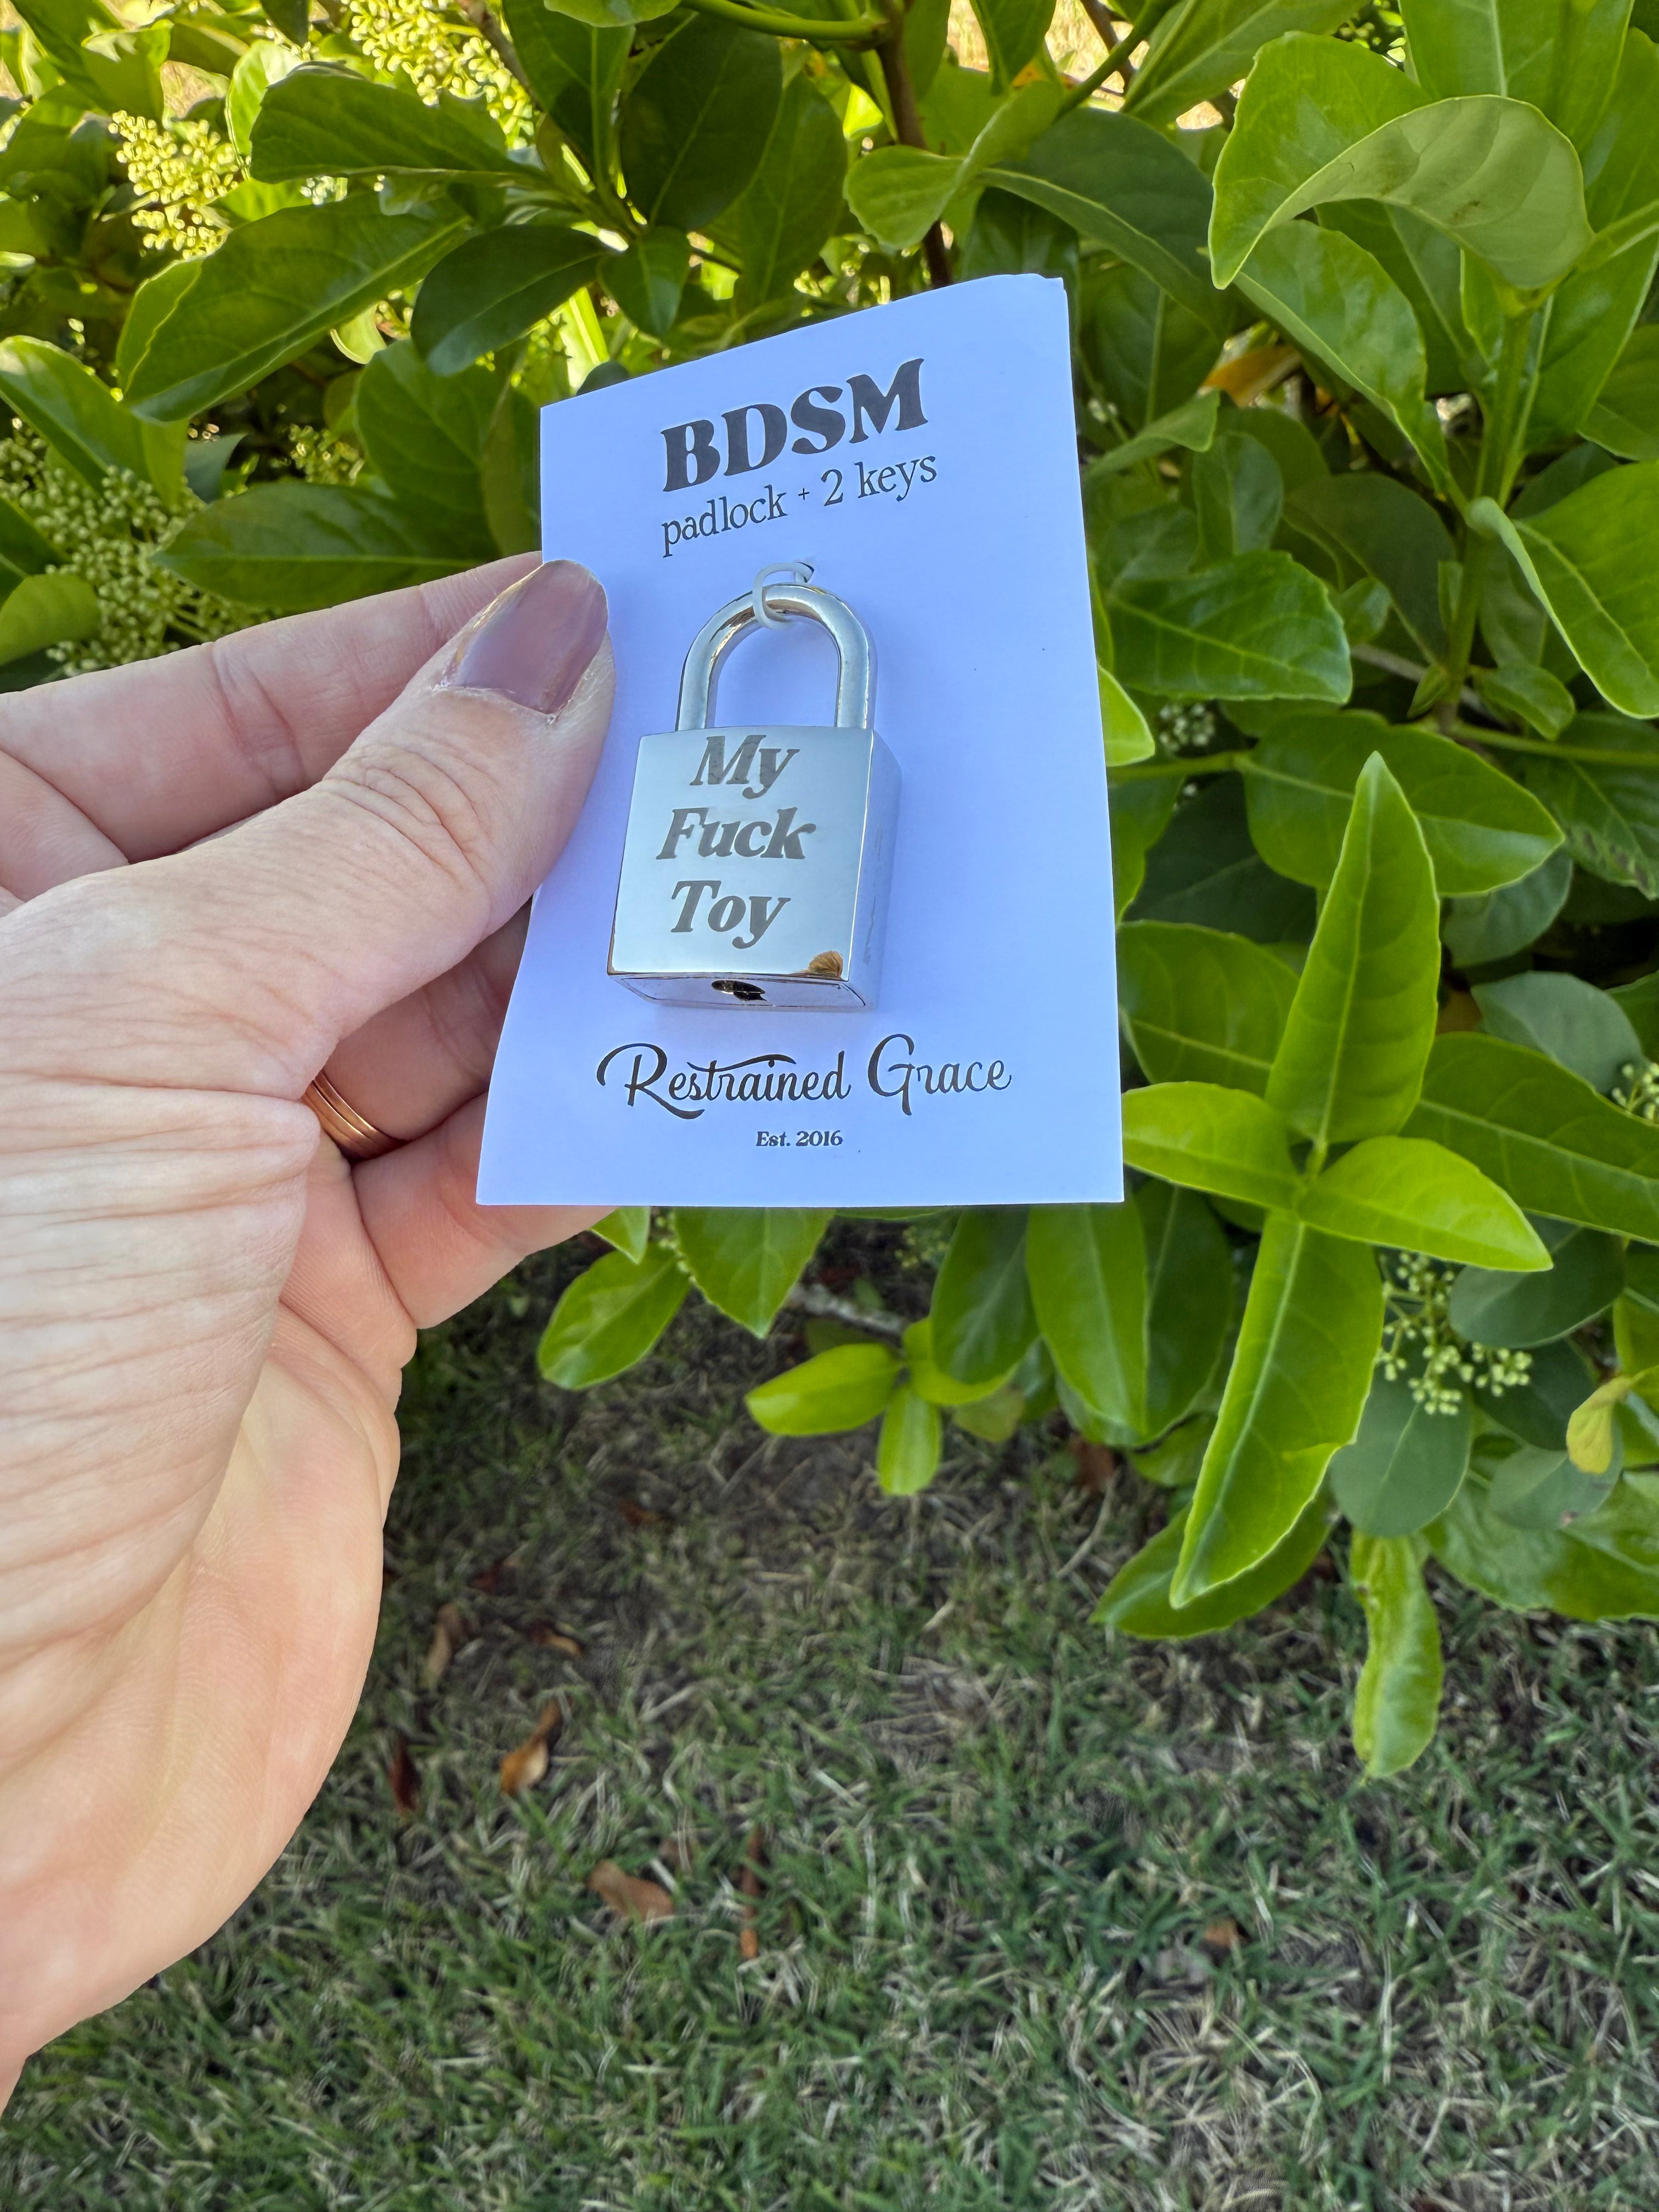 BDSM
padlock + 2 keys
My
Fuck
Toy
Restrained Grace
Est. 2016